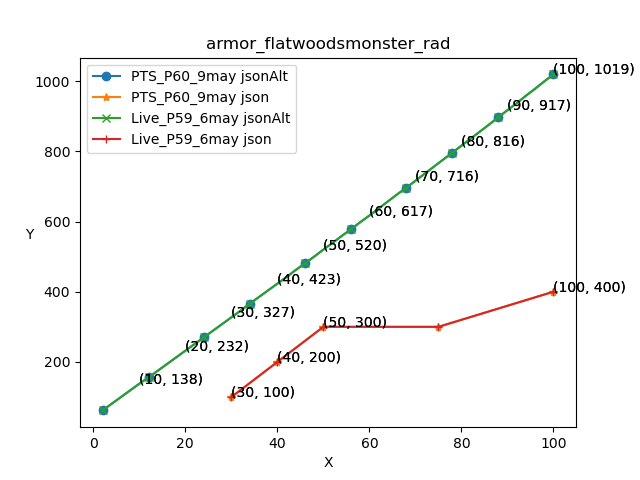 armor_flatwoodsmonster_rad
PTS_P60_9may jsonAlt
PTS_P60_9may json
Live_P59_6may jsonAlt
Live_P59_6may json
(100, 1019)
(90, 917)
(80, 816)
(70, 716)
(60, 617)
(50, 520)
(40, 423)
(30, 327)
(20, 232)
(10, 138)
(100, 400)
(50, 300)
(40, 200)
(30, 100)
1000
800
600
400
200
Y
0 20 40 60 80 100
X